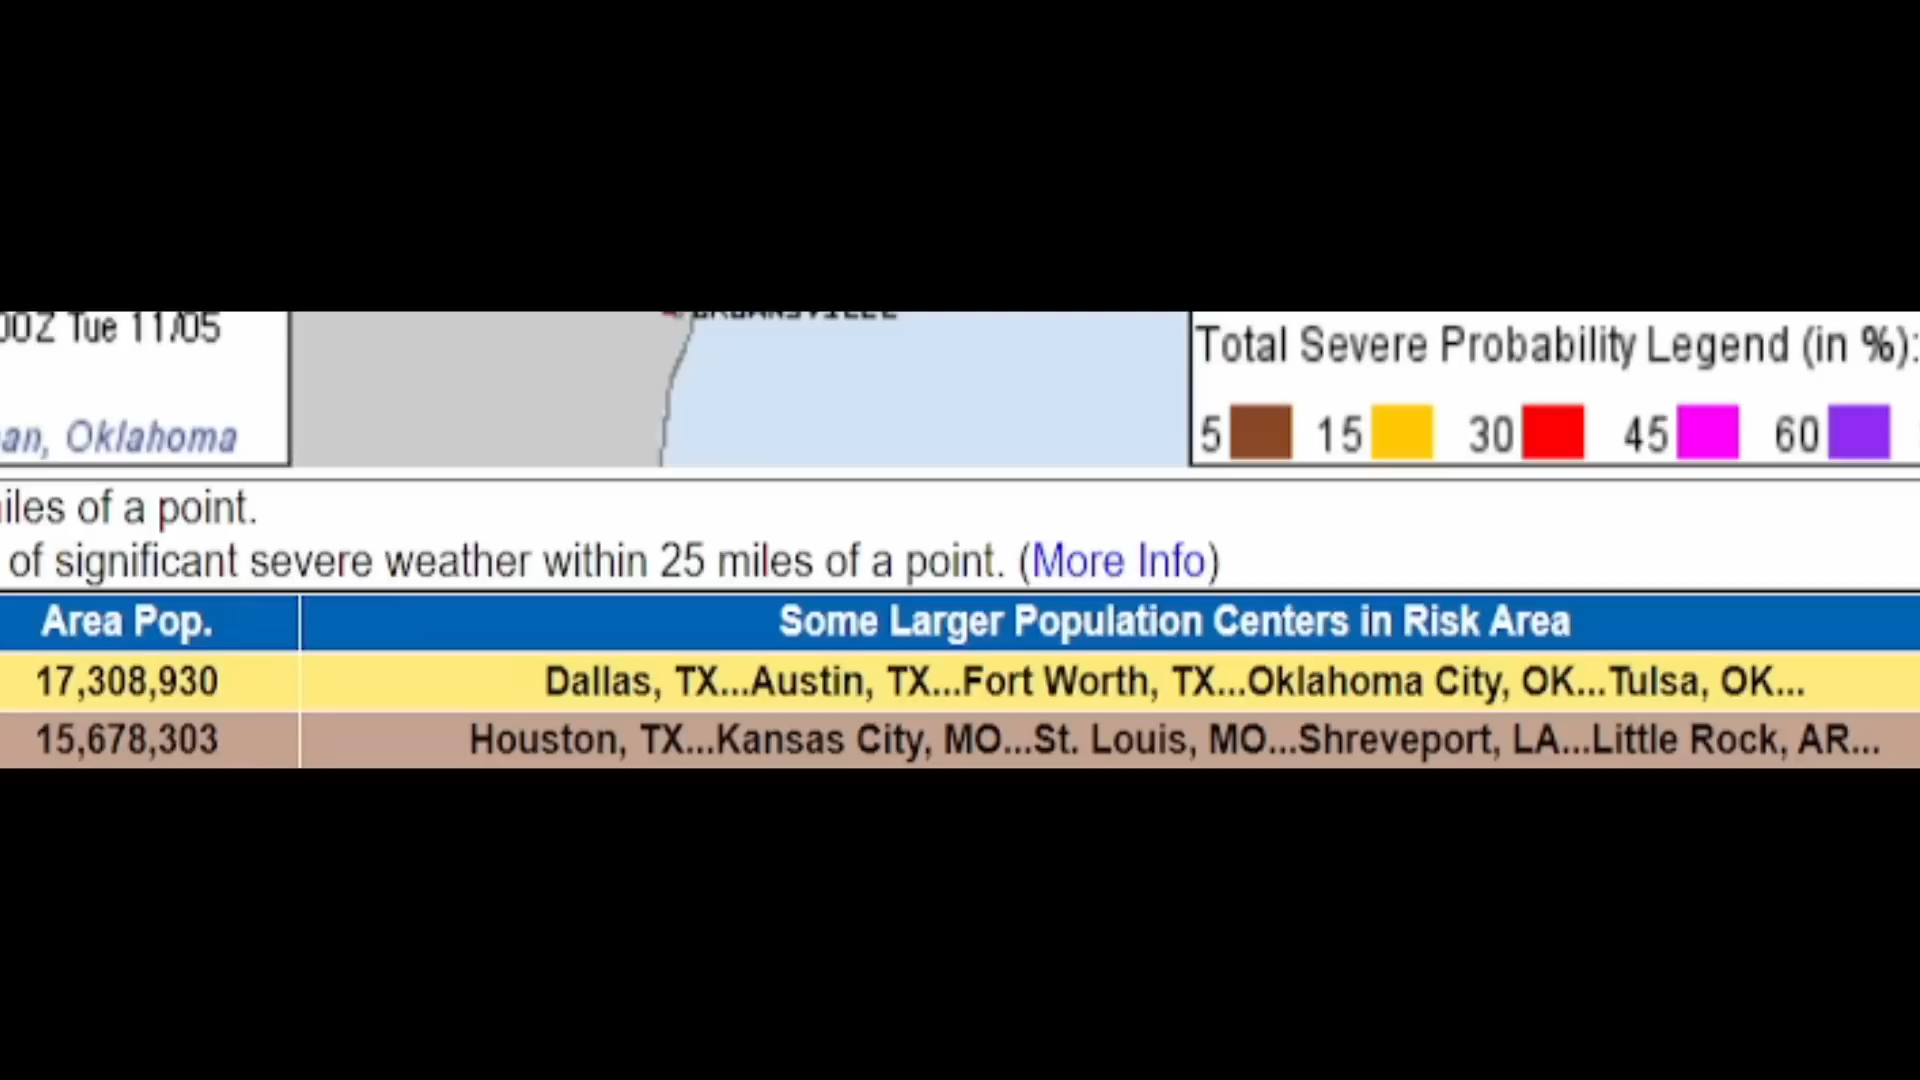 00Z Tue 11/05
Total Severe Probability Legend (in %):
an, Oklahoma
5 15 30 45 60
iles of a point.
of significant severe weather within 25 miles of a point. (More Info)
Area Pop. Some Larger Population Centers in Risk Area
17,308,930 Dallas, TX...Austin, TX...Fort Worth, TX...Oklahoma City, OK...Tulsa, OK...
15,678,303 Houston, TX...Kansas City, MO...St. Louis, MO...Shreveport, LA...Little Rock, AR...